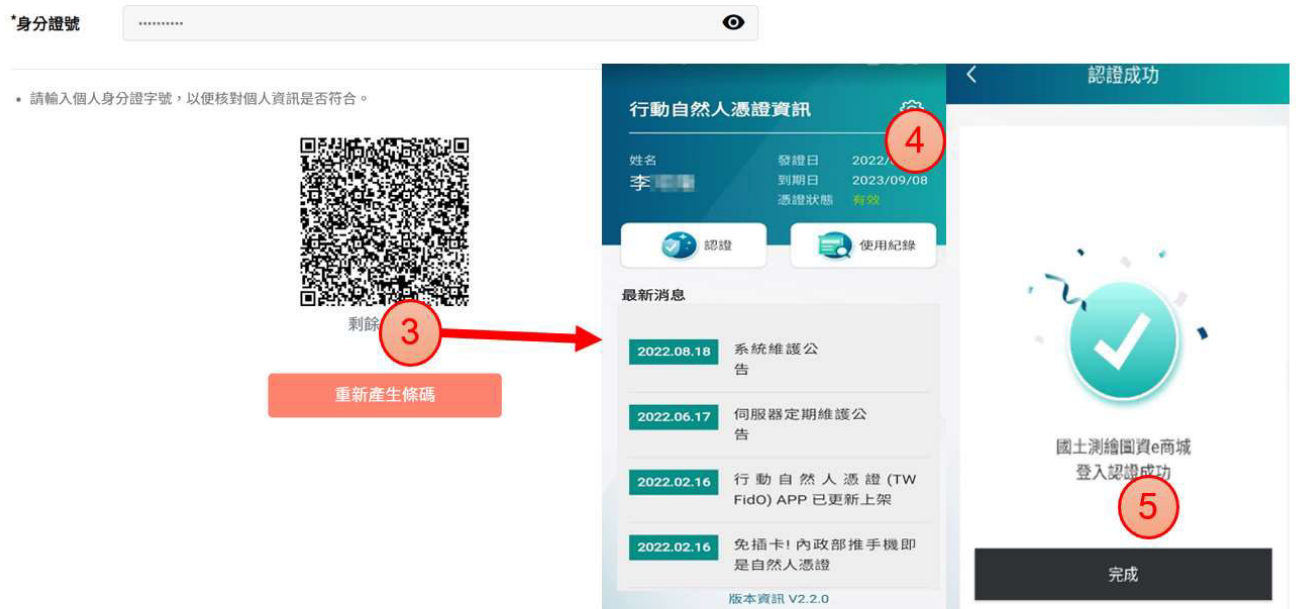 *身分證號
••••••••••
• 請輸入個人身分證字號，以便核對個人資訊是否符合。
剩餘
3
重新產生條碼
行動自然人憑證資訊
4
姓名
李
發證日 2022/
到期日 2023/09/08
憑證狀態 有效
認證
使用紀錄
最新消息
2022.08.18 系統維護公
告
2022.06.17 伺服器定期維護公
告
2022.02.16 行動自然人憑證(TW
FidO) APP 已更新上架
2022.02.16 免插卡! 內政部推手機即
是自然人憑證
版本資訊 V2.2.0
認證成功
國土測繪圖資e商城
登入認證成功
5
完成